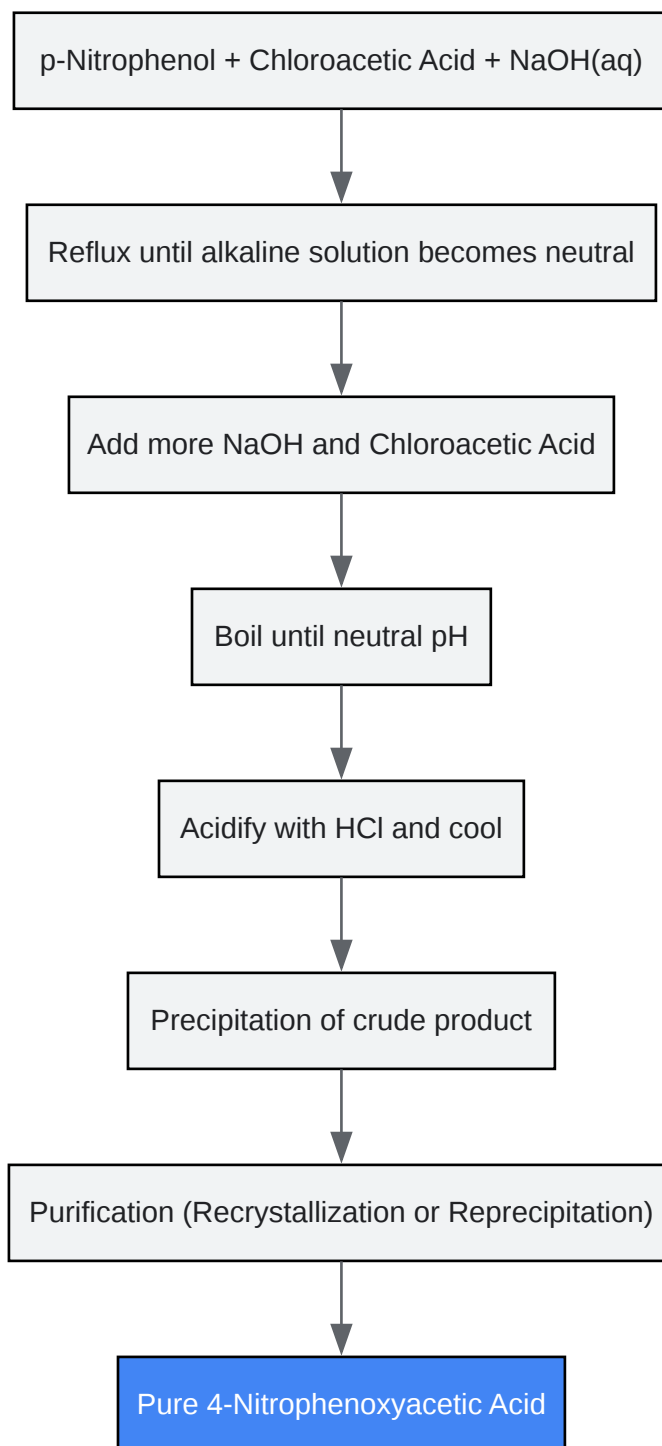 p-Nitrophenol + Chloroacetic Acid + NaOH(aq)
Reflux until alkaline solution becomes neutral
Add more NaOH and Chloroacetic Acid
Boil until neutral pH
Acidify with HCl and cool
Precipitation of crude product
Purification (Recrystallization or Reprecipitation)
Pure 4-Nitrophenoxyacetic Acid